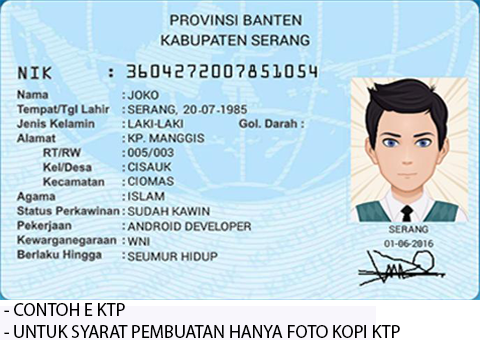 PROVINSI BANTEN
KABUPATEN SERANG
NIK : 3604272007851054
Nama : JOKO
Tempat/Tgl Lahir : SERANG, 20-07-1985
Jenis Kelamin : LAKI-LAKI Gol. Darah :
Alamat : KP. MANGGIS
RT/RW : 005/003
Kel/Desa : CISAUK
Kecamatan : CIOMAS
Agama : ISLAM
Status Perkawinan : SUDAH KAWIN
Pekerjaan : ANDROID DEVELOPER
Kewarganegaraan : WNI
Berlaku Hingga : SEUMUR HIDUP
SERANG
01-06-2016
- CONTOH E KTP
- UNTUK SYARAT PEMBUATAN HANYA FOTO KOPI KTP